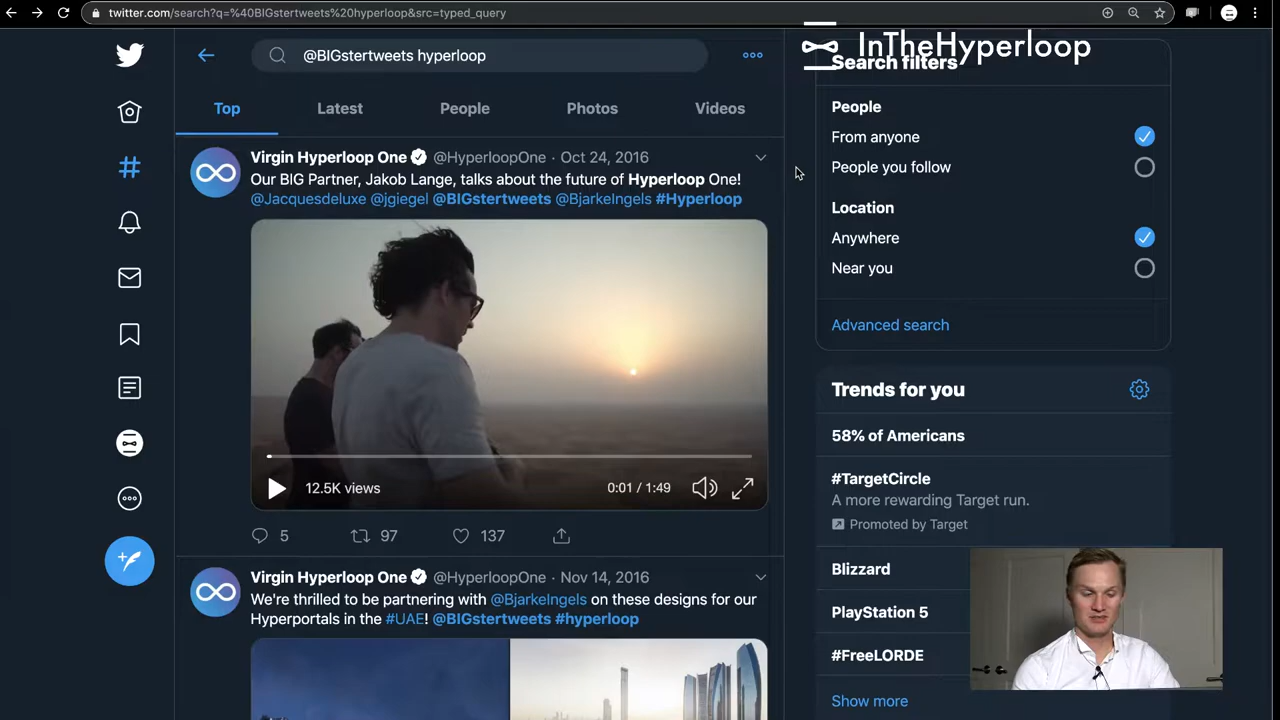 twitter.com/search?q=%40BIGstertweets%20hyperloop&src=typed_query
@BIGstertweets hyperloop
InTheHyperloop
Search filters
Top
Latest
People
Photos
Videos
Virgin Hyperloop One @HyperloopOne · Oct 24, 2016
Our BIG Partner, Jakob Lange, talks about the future of Hyperloop One!
@Jacquesdeluxe @jgiegel @BIGstertweets @BjarkeIngels #Hyperloop
12.5K views
0:01 / 1:49
5
97
137
Virgin Hyperloop One @HyperloopOne · Nov 14, 2016
We're thrilled to be partnering with @BjarkeIngels on these designs for our
Hyperportals in the #UAE! @BIGstertweets #hyperloop
People
From anyone
People you follow
Location
Anywhere
Near you
Advanced search
Trends for you
58% of Americans
#TargetCircle
A more rewarding Target run.
Promoted by Target
Blizzard
PlayStation 5
#FreeLORDE
Show more